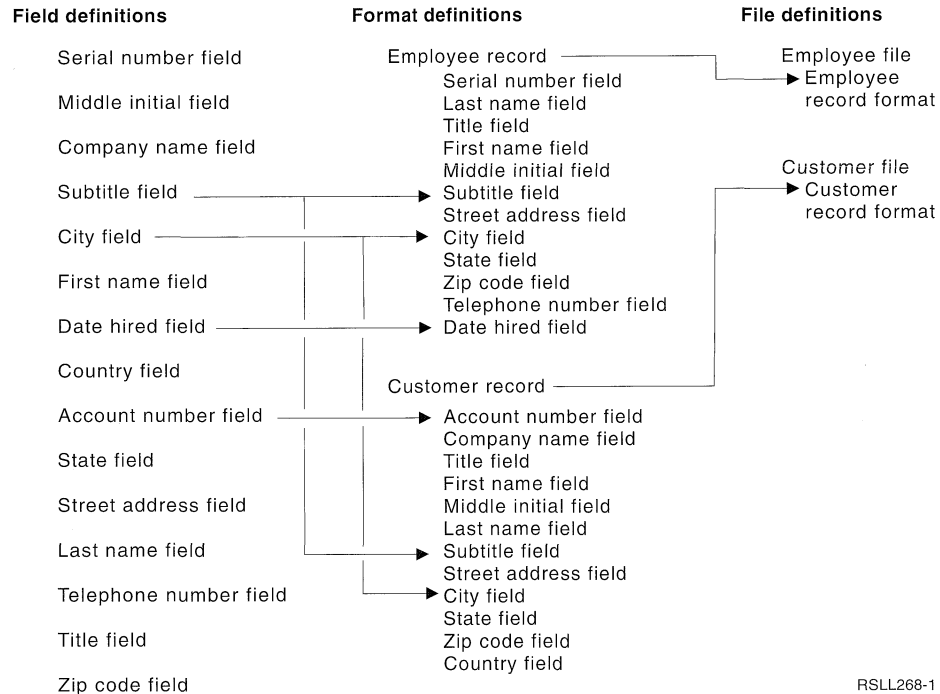 Field definitions
Serial number field
Middle initial field
Company name field
Subtitle field
City field
First name field
Date hired field
Country field
Account number field
State field
Street address field
Last name field
Telephone number field
Title field
Zip code field
Format definitions
Employee record
Serial number field
Last name field
Title field
First name field
Middle initial field
Subtitle field
Street address field
City field
State field
Zip code field
Telephone number field
Date hired field
Customer record
Account number field
Company name field
Title field
First name field
Middle initial field
Last name field
Subtitle field
Street address field
City field
State field
Zip code field
Country field
File definitions
Employee file
Employee
record format
Customer file
Customer
record format
RSLL268-1